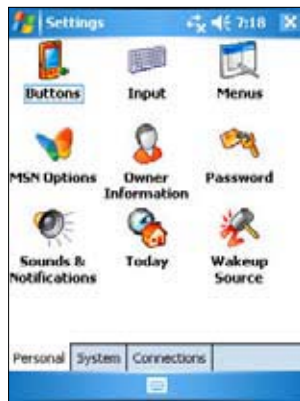 Settings 7:18
Buttons Input Menus
MSN Options Owner Information Password
Sounds & Notifications Today Wakeup Source
Personal System Connections